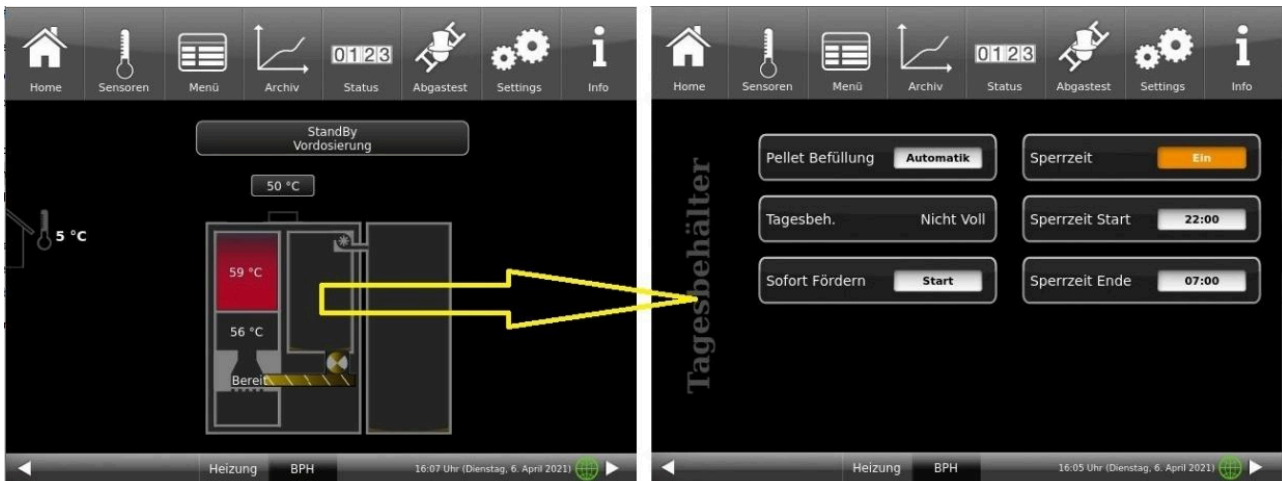 Home Sensoren Menü Archiv Status Abgastest Settings Info
StandBy
Vordosierung
50 °C
5 °C
59 °C
56 °C
Bereit
Heizung BPH 16:07 Uhr (Dienstag, 6. April 2021)
Home Sensoren Menü Archiv Status Abgastest Settings Info
0123
0123
Tagesbehälter
Pellet Befüllung Automatik
Sperrzeit Ein
Tagesbeh. Nicht Voll
Sperrzeit Start 22:00
Sofort Fördern Start
Sperrzeit Ende 07:00
Heizung BPH 16:05 Uhr (Dienstag, 6. April 2021)